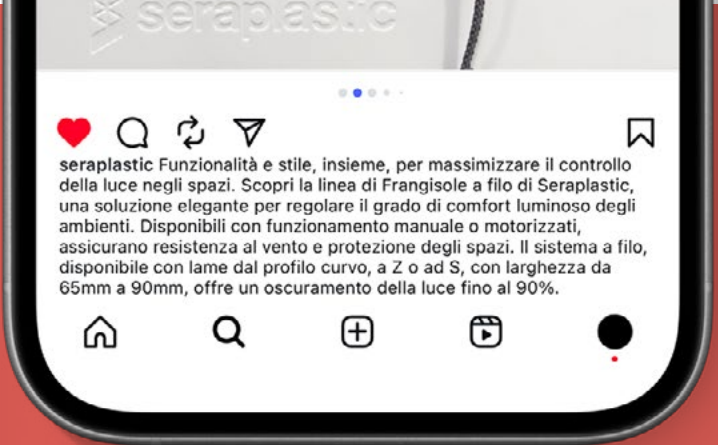 seraplastic
seraplastic Funzionalità e stile, insieme, per massimizzare il controllo
della luce negli spazi. Scopri la linea di Frangisole a filo di Seraplastic,
una soluzione elegante per regolare il grado di comfort luminoso degli
ambienti. Disponibili con funzionamento manuale o motorizzati,
assicurano resistenza al vento e protezione degli spazi. Il sistema a filo,
disponibile con lame dal profilo curvo, a Z o ad S, con larghezza da
65mm a 90mm, offre un oscuramento della luce fino al 90%.